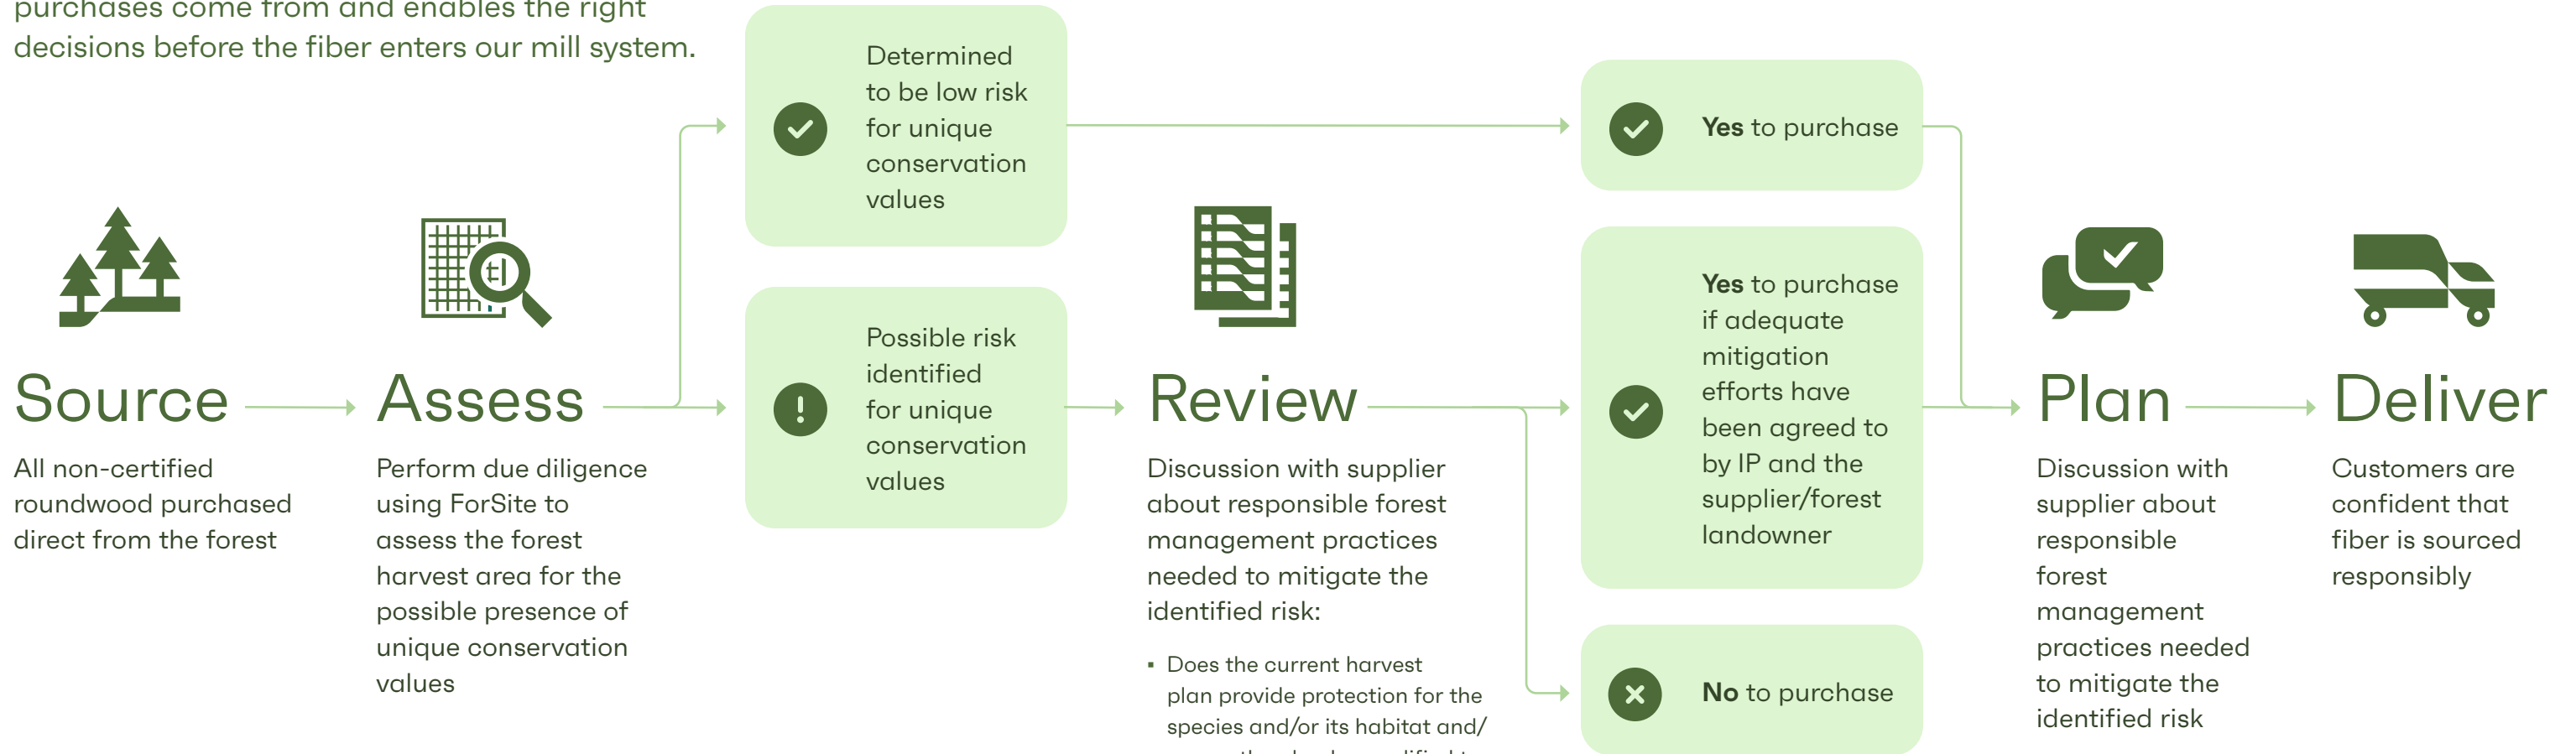 purchases come from and enables the right
decisions before the fiber enters our mill system.
Source
All non-certified
roundwood purchased
direct from the forest
Assess
Perform due diligence
using ForSite to
assess the forest
harvest area for the
possible presence of
unique conservation
values
Determined
to be low risk
for unique
conservation
values
Possible risk
identified
for unique
conservation
values
Review
Discussion with supplier
about responsible forest
management practices
needed to mitigate the
identified risk:
▪ Does the current harvest
plan provide protection for the
species and/or its habitat and/
Yes to purchase
Yes to purchase
if adequate
mitigation
efforts have
been agreed to
by IP and the
supplier/forest
landowner
No to purchase
Plan
Discussion with
supplier about
responsible
forest
management
practices needed
to mitigate the
identified risk
Deliver
Customers are
confident that
fiber is sourced
responsibly